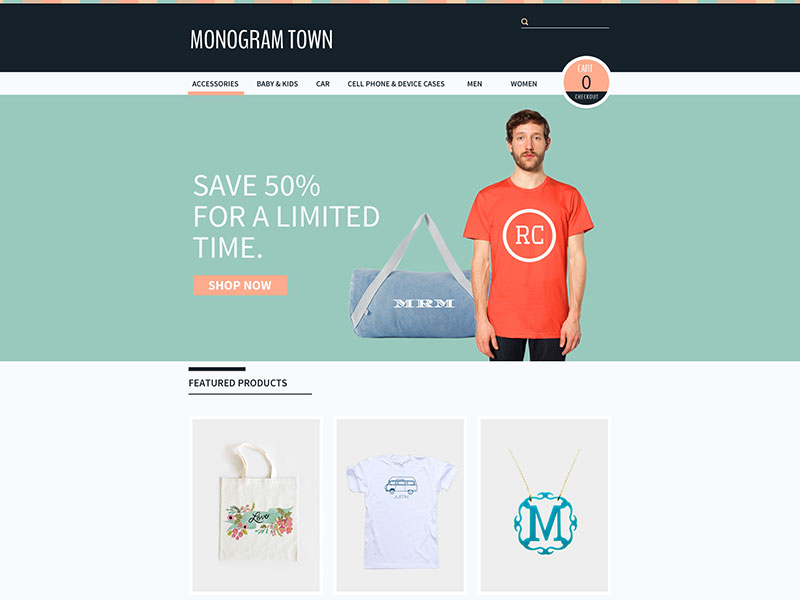 MONOGRAM TOWN
CART
0
CHECKOUT
ACCESSORIES
BABY & KIDS
CAR
CELL PHONE & DEVICE CASES
MEN
WOMEN
SAVE 50%
FOR A LIMITED
TIME.
SHOP NOW
RC
MRM
FEATURED PRODUCTS
Love
JUSTIN
M